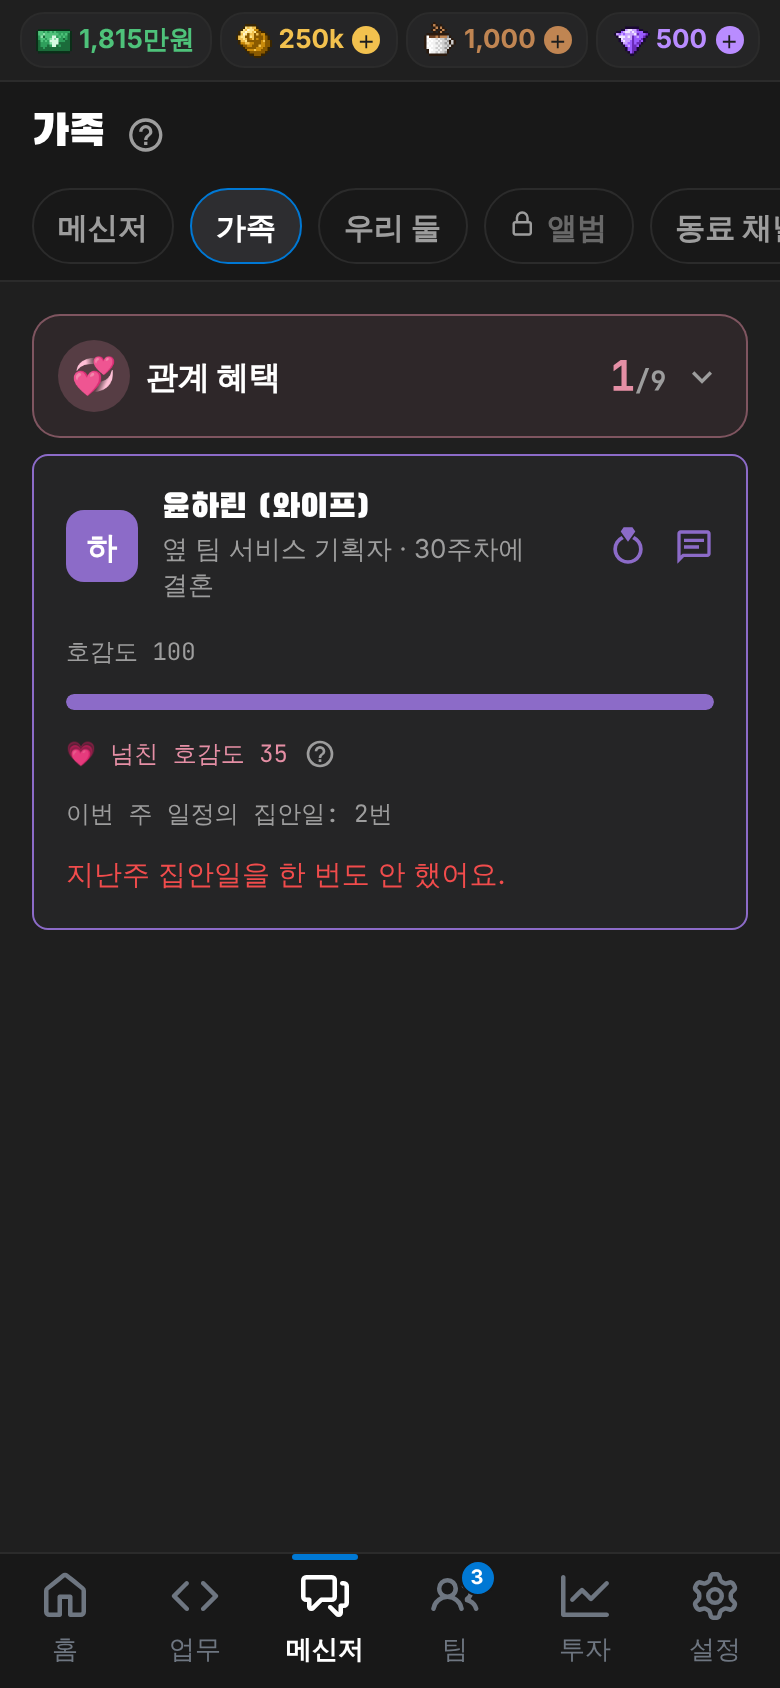 1,815만원 250k 1,000 500
가족
메신저 가족 우리 둘 앨범 동료 채널
관계 혜택 1/9
하
윤하린 (와이프)
옆 팀 서비스 기획자 · 30주차에
결혼
호감도 100
넘친 호감도 35
이번 주 일정의 집안일: 2번
지난주 집안일을 한 번도 안 했어요.
3
홈 업무 메신저 팀 투자 설정